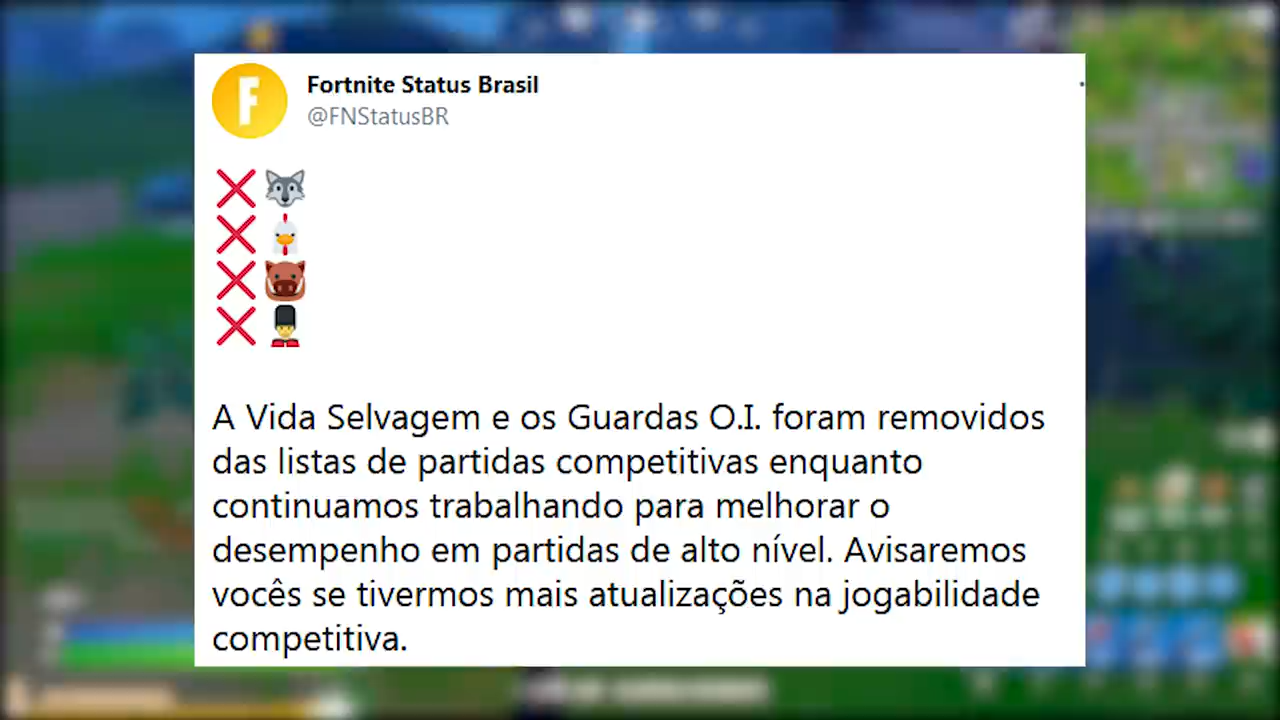 F
Fortnite Status Brasil
@FNStatusBR
❌🐺
❌🐔
❌🐗
❌💂
A Vida Selvagem e os Guardas O.I. foram removidos
das listas de partidas competitivas enquanto
continuamos trabalhando para melhorar o
desempenho em partidas de alto nível. Avisaremos
vocês se tivermos mais atualizações na jogabilidade
competitiva.